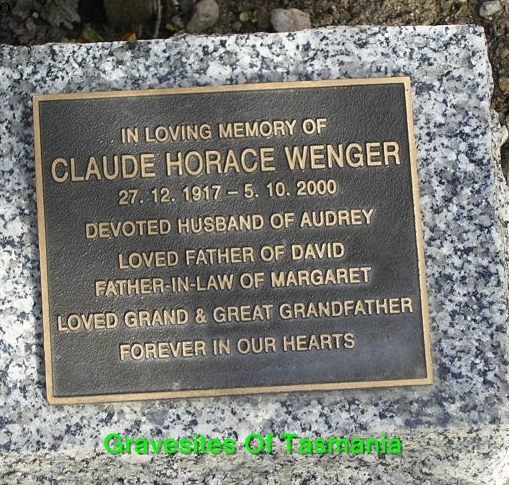 ©
IN LOVING MEMORY OF
CLAUDE HORACE WENGER
27. 12. 1917 – 5. 10. 2000
DEVOTED HUSBAND OF AUDREY
LOVED FATHER OF DAVID
FATHER-IN-LAW OF MARGARET
LOVED GRAND & GREAT GRANDFATHER
FOREVER IN OUR HEARTS
Gravesites Of Tasmania